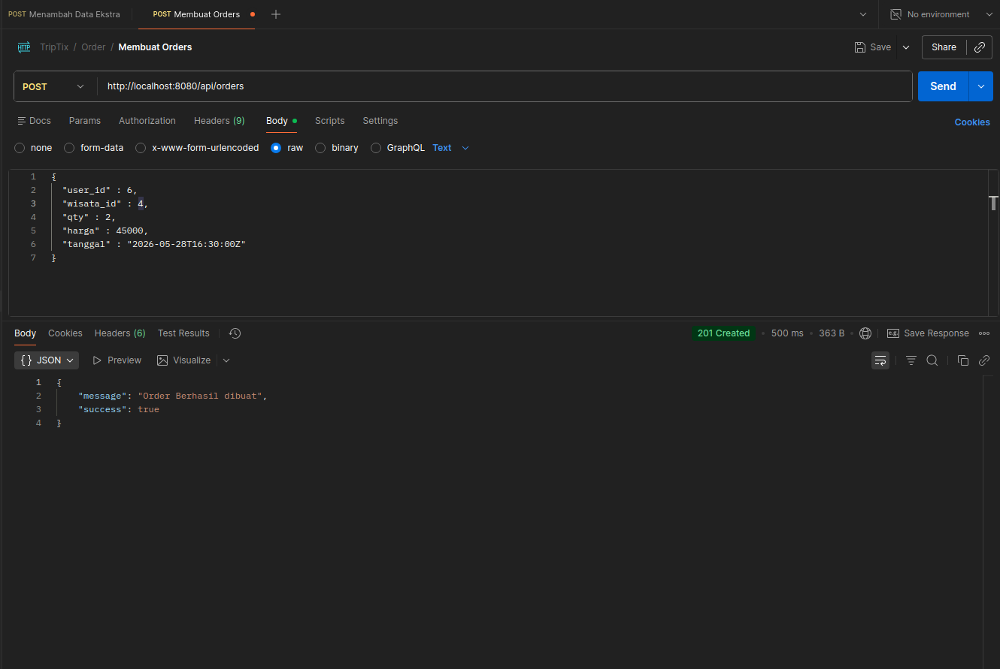 POST Menambah Data Ekstra
POST Membuat Orders
No environment
HTTP TripTix / Order / Membuat Orders
Save
Share
POST
http://localhost:8080/api/orders
Send
Docs Params Authorization Headers (9) Body Scripts Settings
Cookies
none form-data x-www-form-urlencoded raw binary GraphQL Text
1 {
2 "user_id" : 6,
3 "wisata_id" : 4,
4 "qty" : 2,
5 "harga" : 45000,
6 "tanggal" : "2026-05-28T16:30:00Z"
7 }
Body Cookies Headers (6) Test Results
201 Created • 500 ms • 363 B •
e.g. Save Response
{} JSON Preview Visualize
1 {
2 "message": "Order Berhasil dibuat",
3 "success": true
4 }